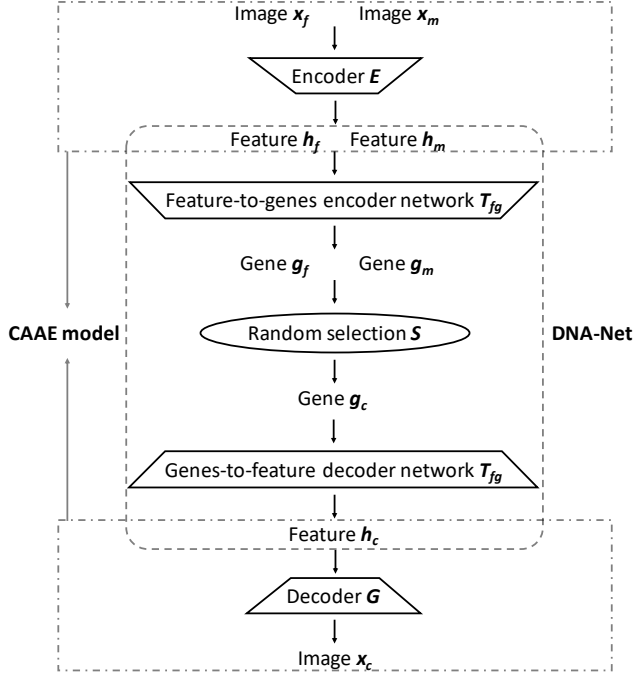 Image x_f Image x_m
Encoder E
Feature h_f Feature h_m
Feature-to-genes encoder network T_fg
Gene g_f Gene g_m
CAAE model
Random selection S
DNA-Net
Gene g_c
Genes-to-feature decoder network T_fg
Feature h_c
Decoder G
Image x_c